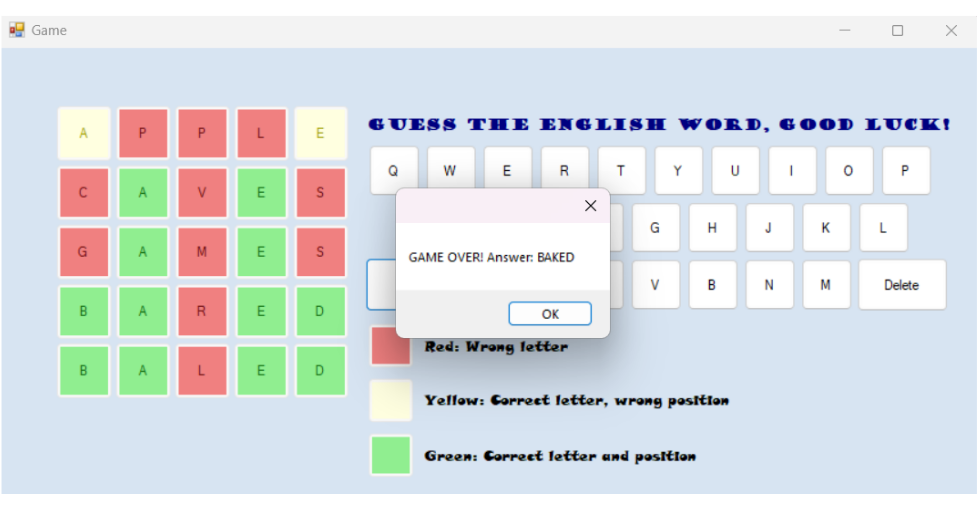 Game
GUESS THE ENGLISH WORD, GOOD LUCK!
A P P L E
C A V E S
G A M E S
B A R E D
B A L E D
Q W E R T Y U I O P
G H J K L
V B N M Delete
GAME OVER! Answer: BAKED
OK
Red: Wrong letter
Yellow: Correct letter, wrong position
Green: Correct letter and position